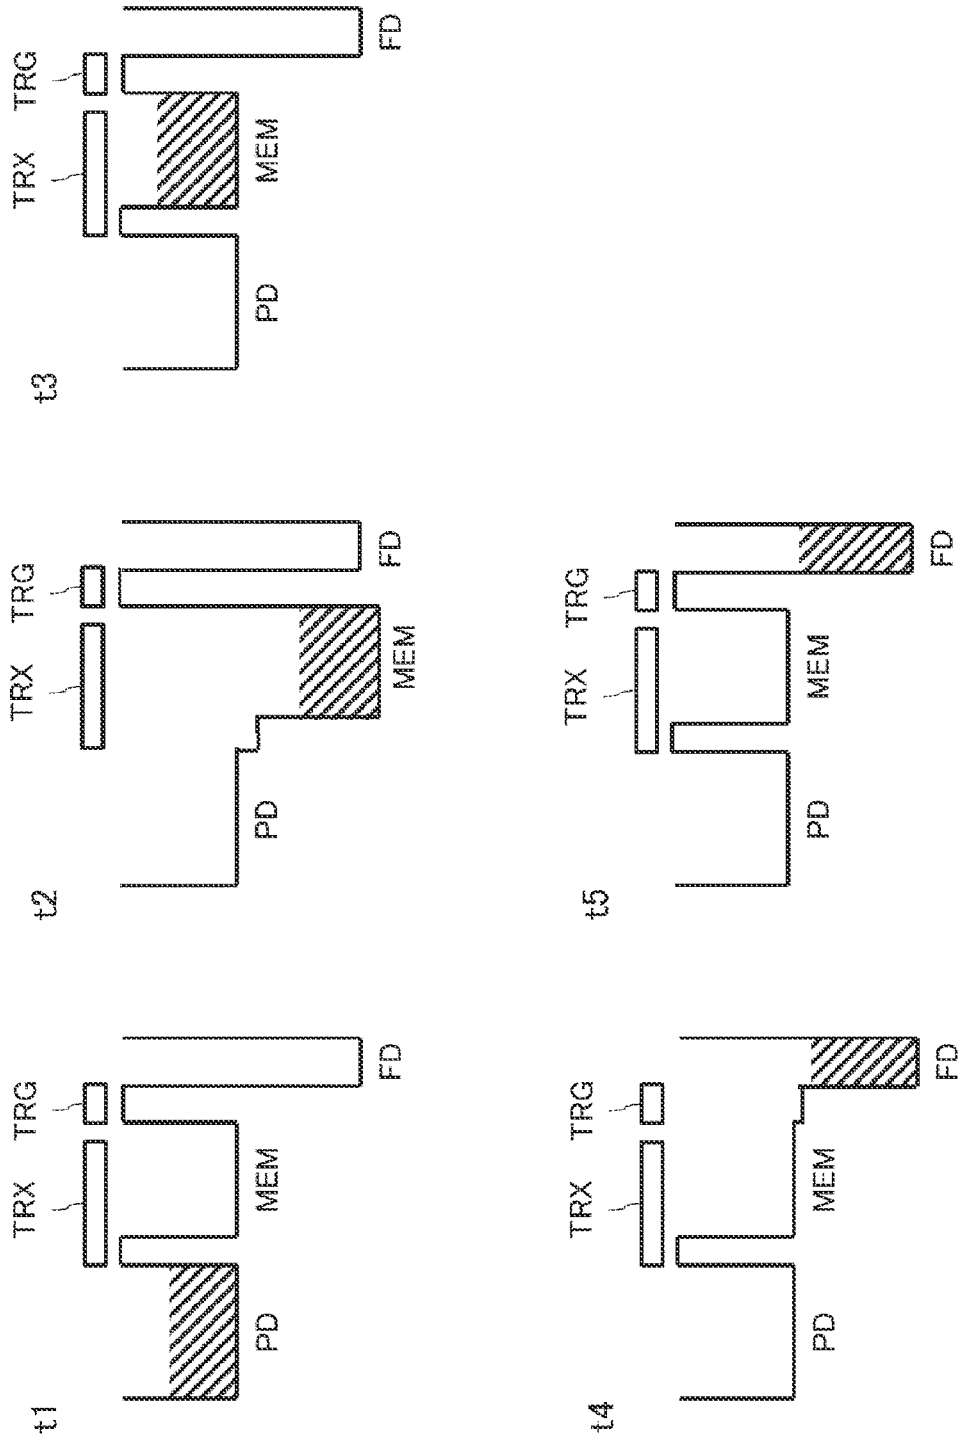 t1
TRX TRG
PD MEM FD
t2
TRX TRG
PD MEM FD
t3
TRX TRG
PD MEM FD
t4
TRX TRG
PD MEM FD
t5
TRX TRG
PD MEM FD